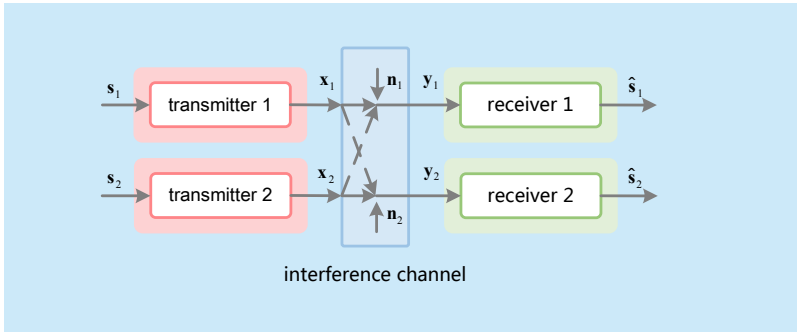 s₁ transmitter 1 x₁ n₁ y₁ receiver 1 ŝ₁
s₂ transmitter 2 x₂ n₂ y₂ receiver 2 ŝ₂
interference channel